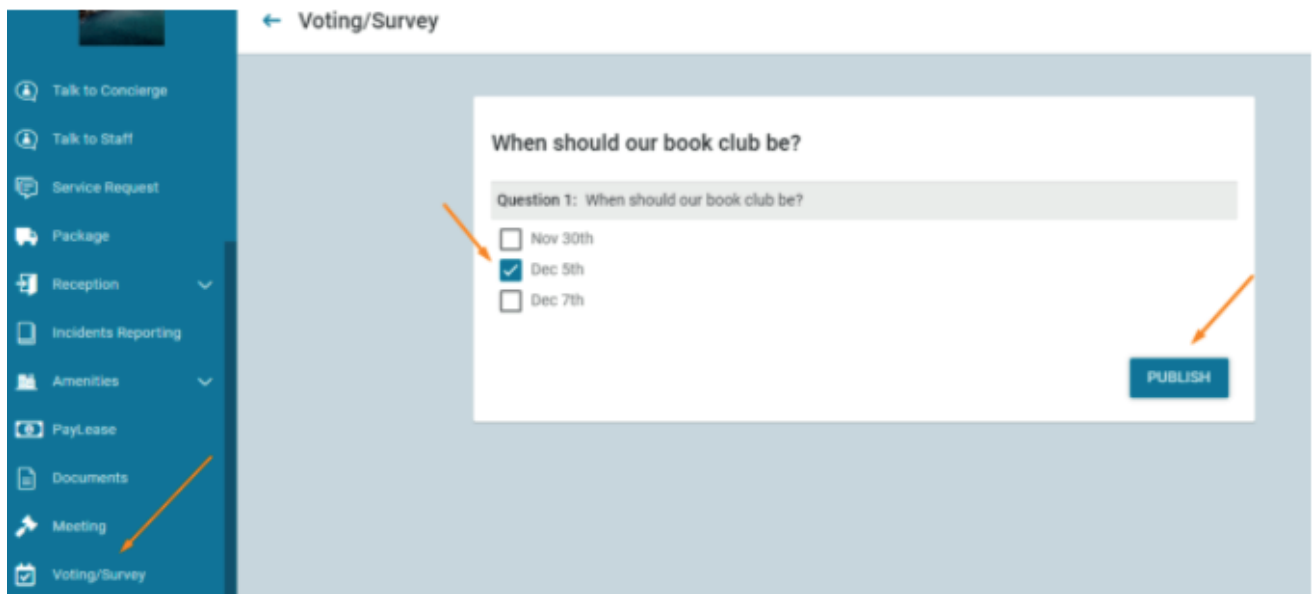 Voting/Survey
Talk to Concierge
Talk to Staff
Service Request
Package
Reception
Incidents Reporting
Amenities
PayLease
Documents
Meeting
Voting/Survey
When should our book club be?
Question 1: When should our book club be?
Nov 30th
Dec 5th
Dec 7th
PUBLISH